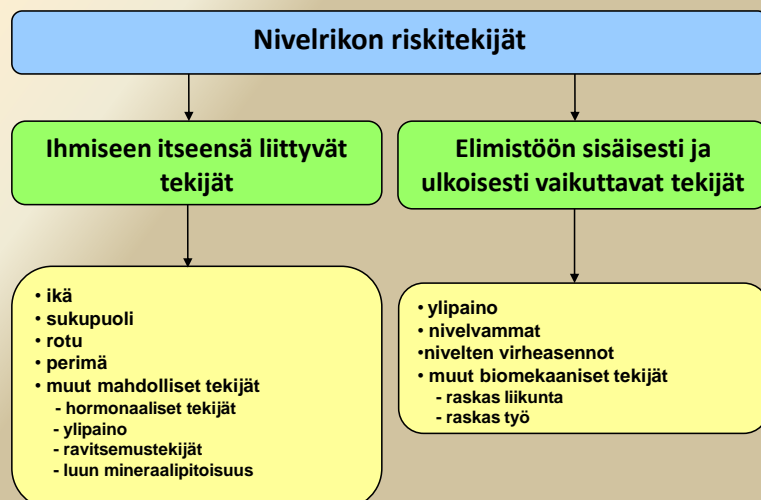 Nivelrikon riskitekijät
Ihmiseen itseensä liittyvät
tekijät
Elimistöön sisäisesti ja
ulkoisesti vaikuttavat tekijät
• ikä
• sukupuoli
• rotu
• perimä
• muut mahdolliset tekijät
- hormonaaliset tekijät
- ylipaino
- ravitsemustekijät
- luun mineraalipitoisuus
• ylipaino
• nivelvammat
•nivelten virheasennot
• muut biomekaaniset tekijät
- raskas liikunta
- raskas työ